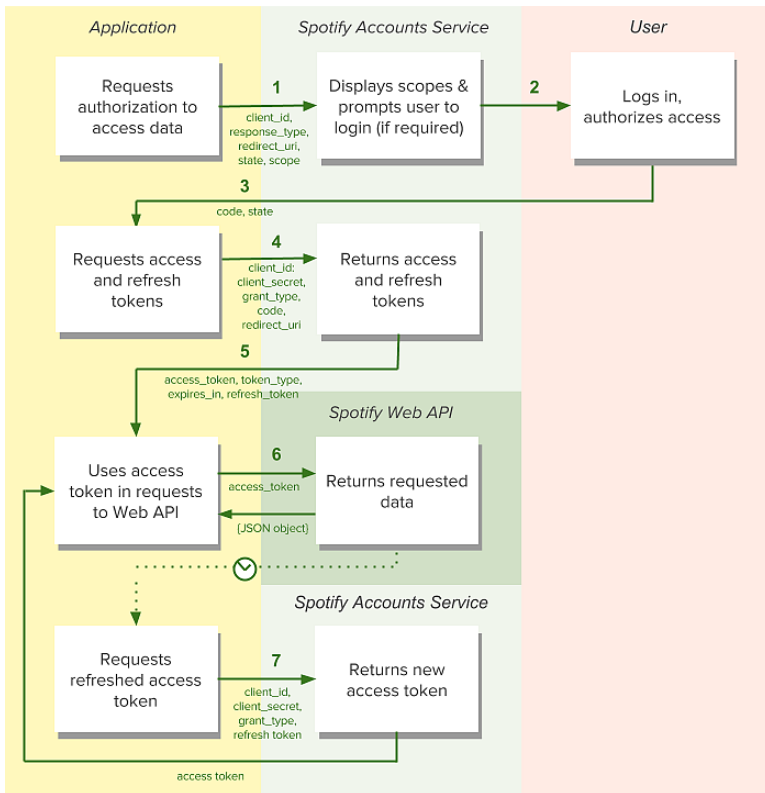 Application
Spotify Accounts Service
User
Requests
authorization to
access data
1
client_id,
response_type,
redirect_uri,
state, scope
Displays scopes &
prompts user to
login (if required)
2
Logs in,
authorizes access
3
code, state
Requests access
and refresh
tokens
4
client_id:
client_secret,
grant_type,
code,
redirect_uri
Returns access
and refresh
tokens
5
access_token, token_type,
expires_in, refresh_token
Spotify Web API
Uses access
token in requests
to Web API
6
access_token
{JSON object}
Returns requested
data
Spotify Accounts Service
Requests
refreshed access
token
7
client_id,
client_secret,
grant_type,
refresh token
Returns new
access token
access token